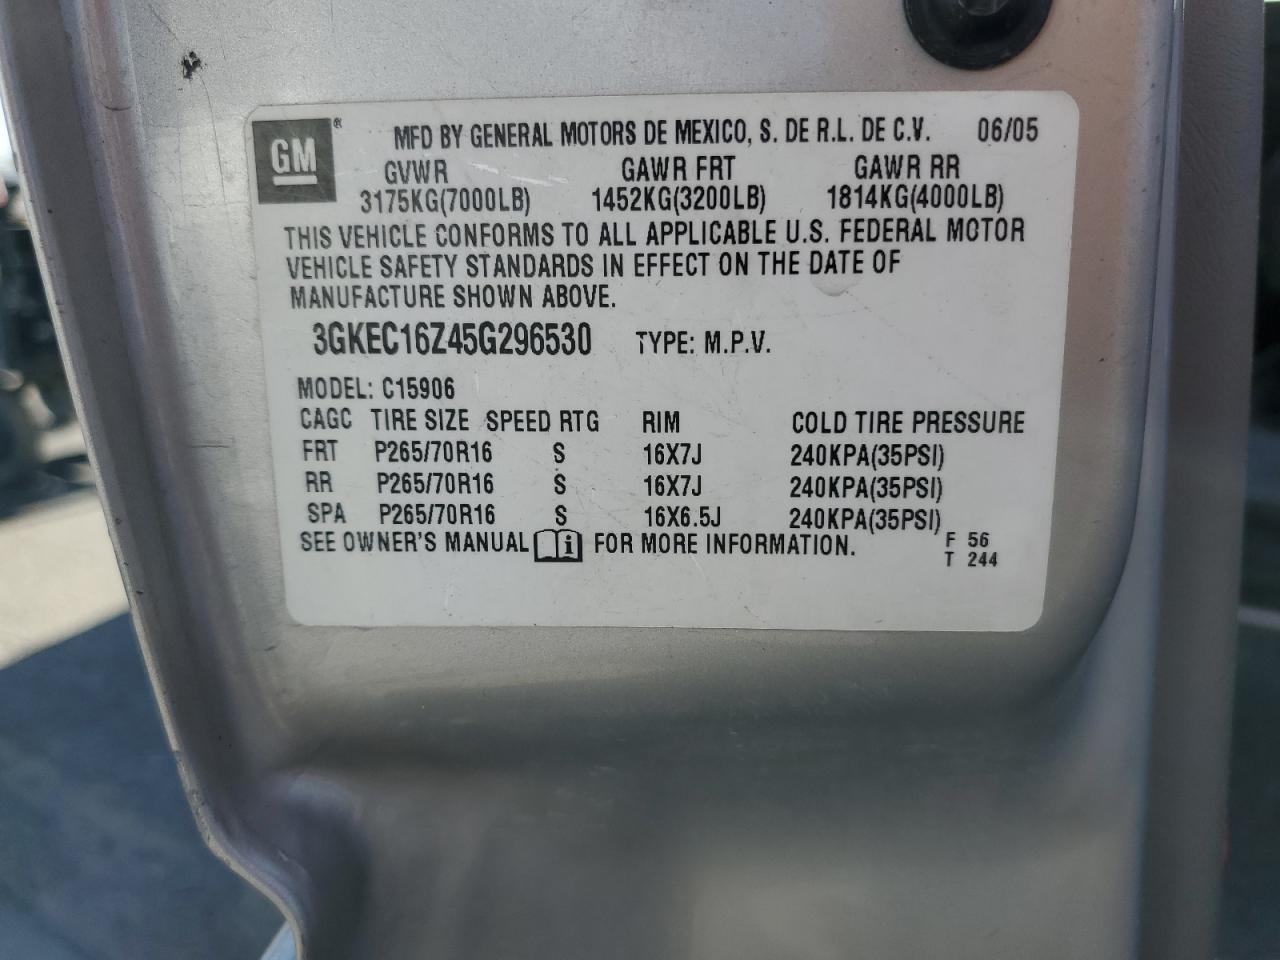 GM® MFD BY GENERAL MOTORS DE MEXICO, S. DE R.L. DE C.V. 06/05
GVWR GAWR FRT GAWR RR
3175KG(7000LB) 1452KG(3200LB) 1814KG(4000LB)
THIS VEHICLE CONFORMS TO ALL APPLICABLE U.S. FEDERAL MOTOR
VEHICLE SAFETY STANDARDS IN EFFECT ON THE DATE OF
MANUFACTURE SHOWN ABOVE.
3GKEC16Z45G296530 TYPE: M.P.V.
MODEL: C15906
CAGC TIRE SIZE SPEED RTG RIM COLD TIRE PRESSURE
FRT P265/70R16 S 16X7J 240KPA(35PSI)
RR P265/70R16 S 16X7J 240KPA(35PSI)
SPA P265/70R16 S 16X6.5J 240KPA(35PSI)
SEE OWNER'S MANUAL i FOR MORE INFORMATION. F 56
T 244